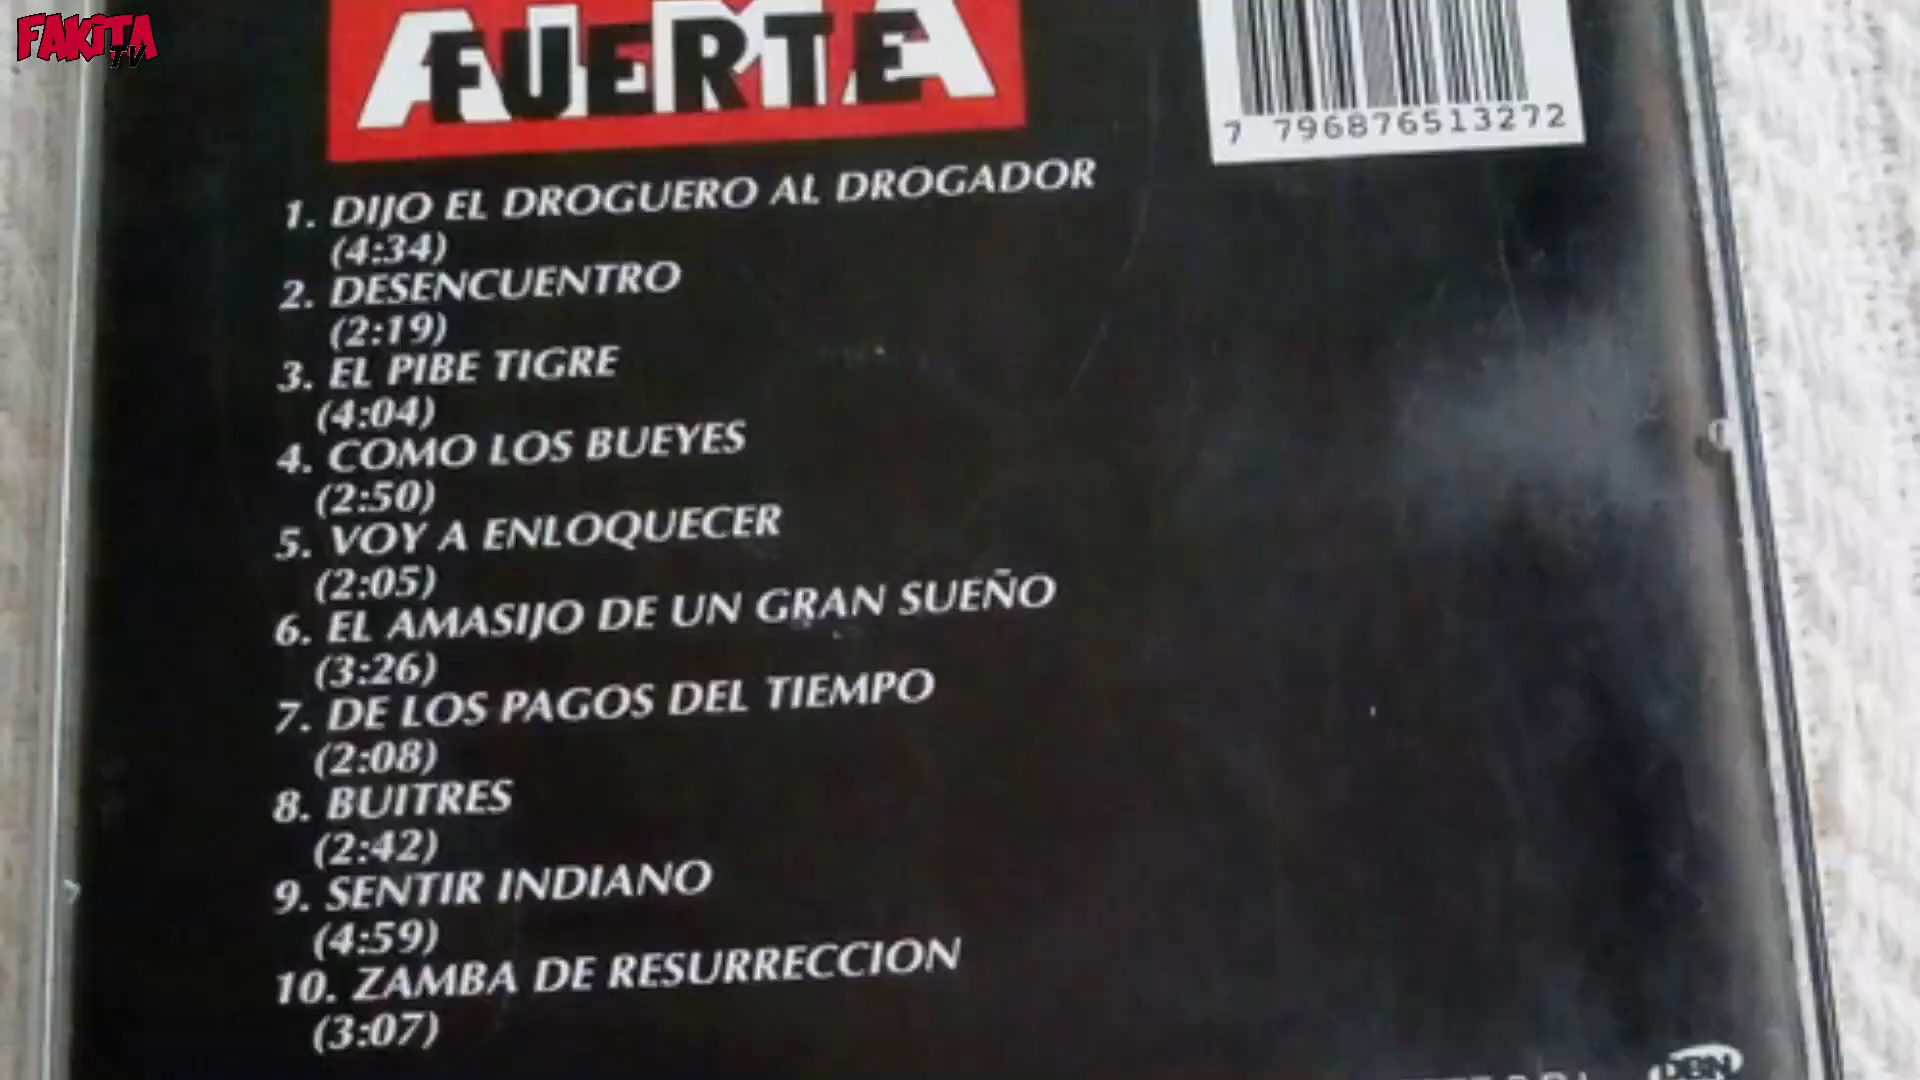 FAKITA
TV
ALMA
FUERTE
7 796876513272
1. DIJO EL DROGUERO AL DROGADOR
(4:34)
2. DESENCUENTRO
(2:19)
3. EL PIBE TIGRE
(4:04)
4. COMO LOS BUEYES
(2:50)
5. VOY A ENLOQUECER
(2:05)
6. EL AMASIJO DE UN GRAN SUEÑO
(3:26)
7. DE LOS PAGOS DEL TIEMPO
(2:08)
8. BUITRES
(2:42)
9. SENTIR INDIANO
(4:59)
10. ZAMBA DE RESURRECCION
(3:07)
DBN